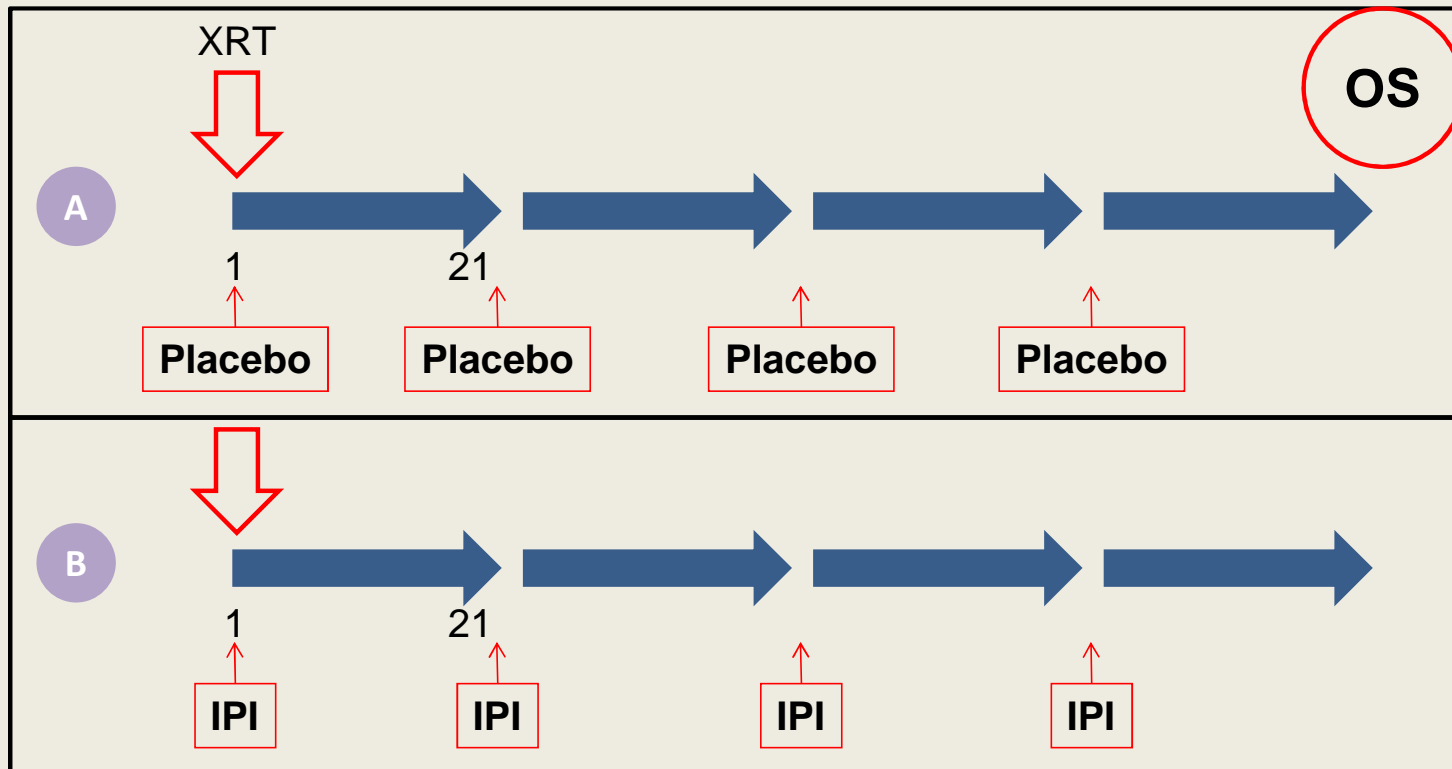 XRT
OS
A
1 21
Placebo Placebo Placebo Placebo
B
1 21
IPI IPI IPI IPI